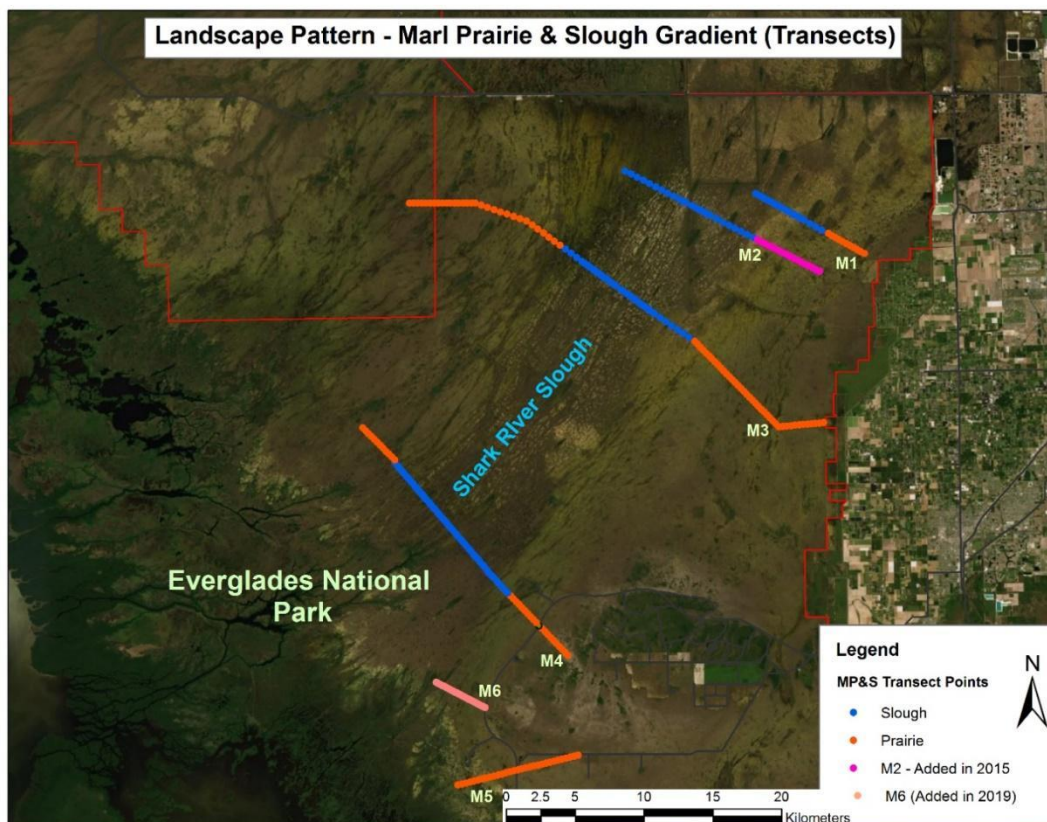 Landscape Pattern - Marl Prairie & Slough Gradient (Transects)
M2
M1
Shark River Slough
M3
Everglades National
Park
M4
M6
M5
Legend
MP&S Transect Points
Slough
Prairie
M2 - Added in 2015
M6 (Added in 2019)
N
0 2.5 5 10 15 20
Kilometers